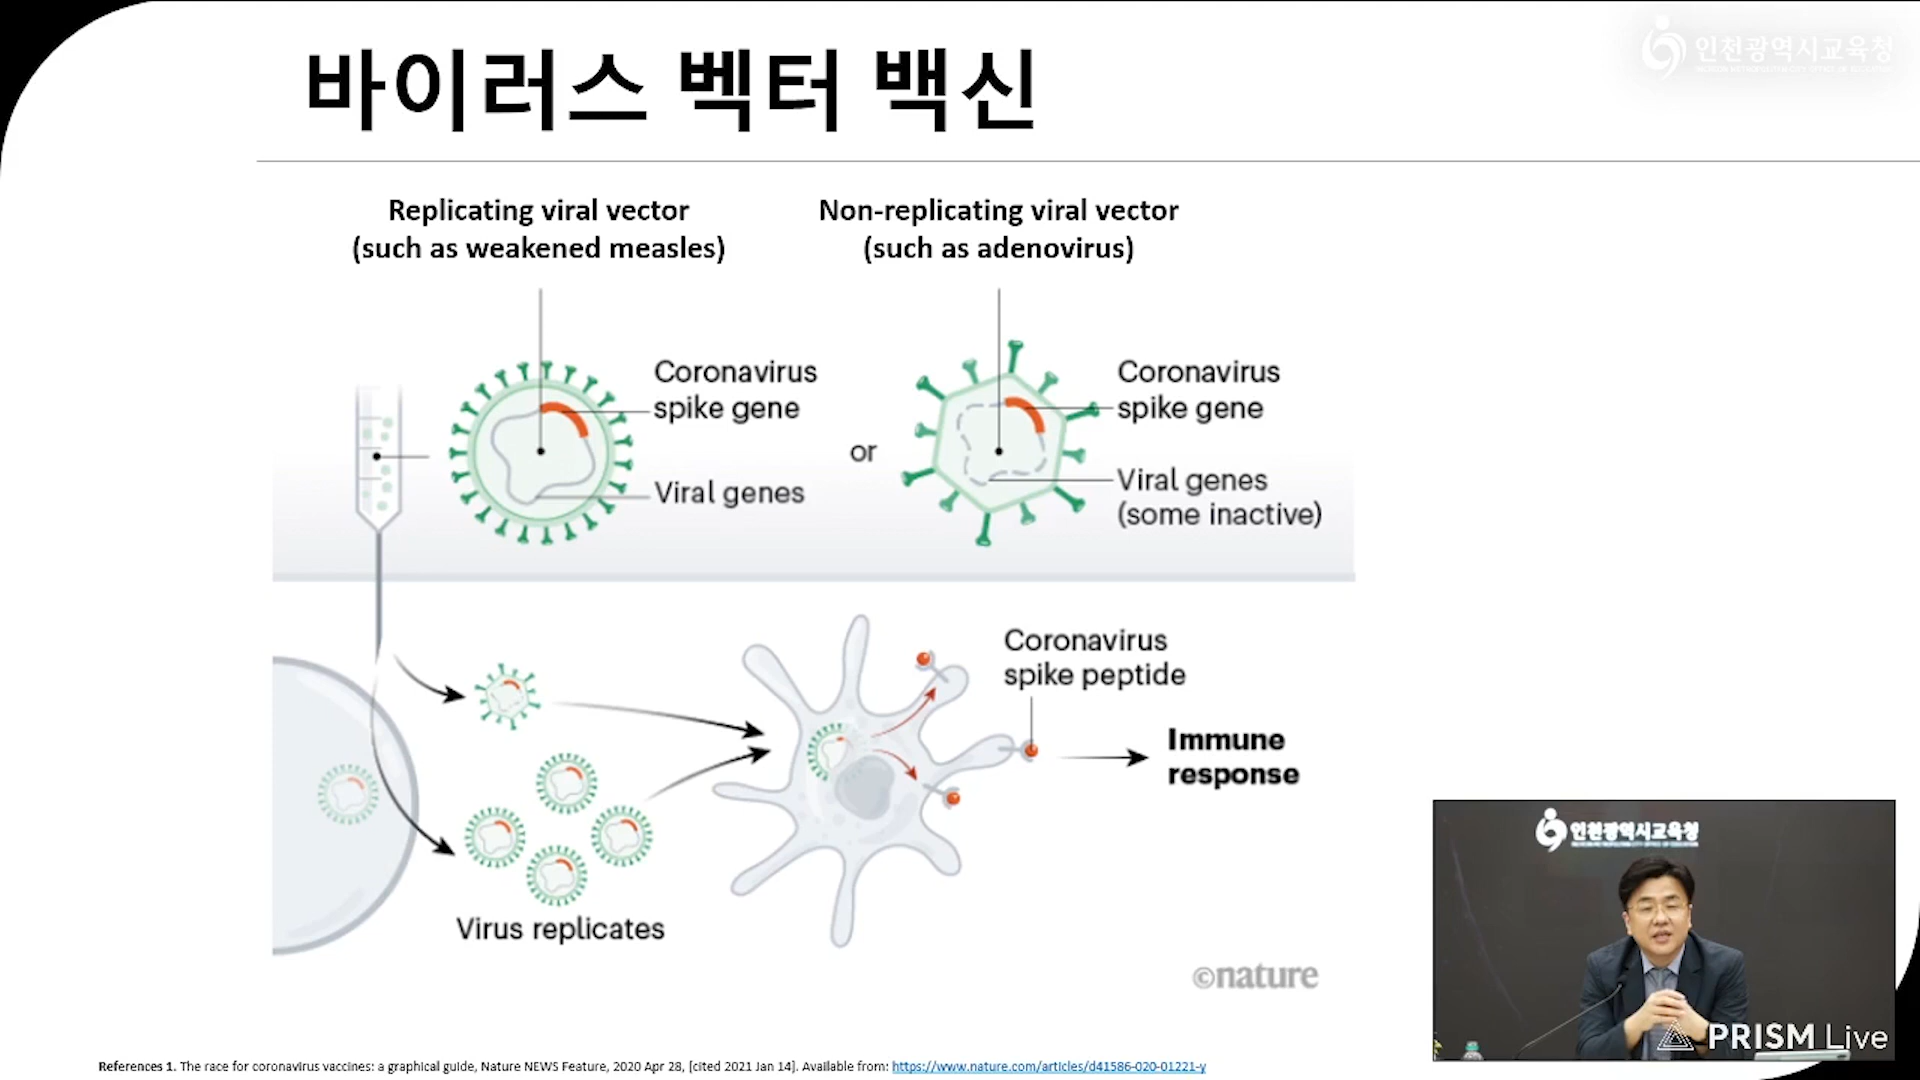 바이러스 벡터 백신
인천광역시교육청
Replicating viral vector
(such as weakened measles)
Non-replicating viral vector
(such as adenovirus)
Coronavirus
spike gene
Viral genes
or
Coronavirus
spike gene
Viral genes
(some inactive)
Coronavirus
spike peptide
Immune
response
Virus replicates
©nature
인천광역시교육청
PRISM Live
References 1. The race for coronavirus vaccines: a graphical guide, Nature NEWS Feature, 2020 Apr 28, [cited 2021 Jan 14]. Available from: https://www.nature.com/articles/d41586-020-01221-y